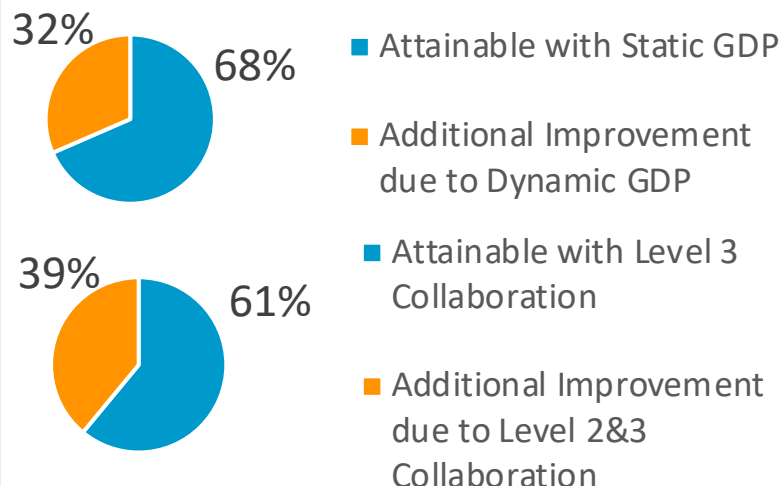 32%
68%
Attainable with Static GDP
Additional Improvement
due to Dynamic GDP
39%
61%
Attainable with Level 3
Collaboration
Additional Improvement
due to Level 2&3
Collaboration